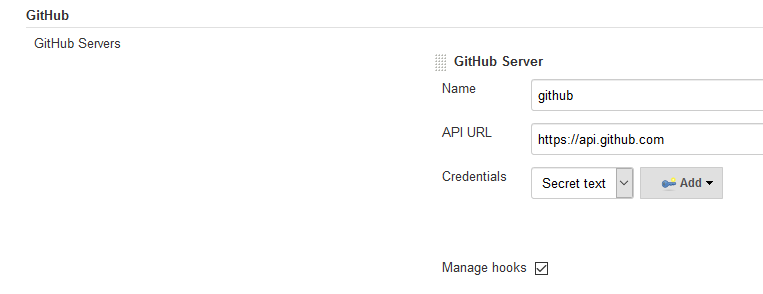 GitHub
GitHub Servers
GitHub Server
Name
github
API URL
https://api.github.com
Credentials
Secret text
Add
Manage hooks